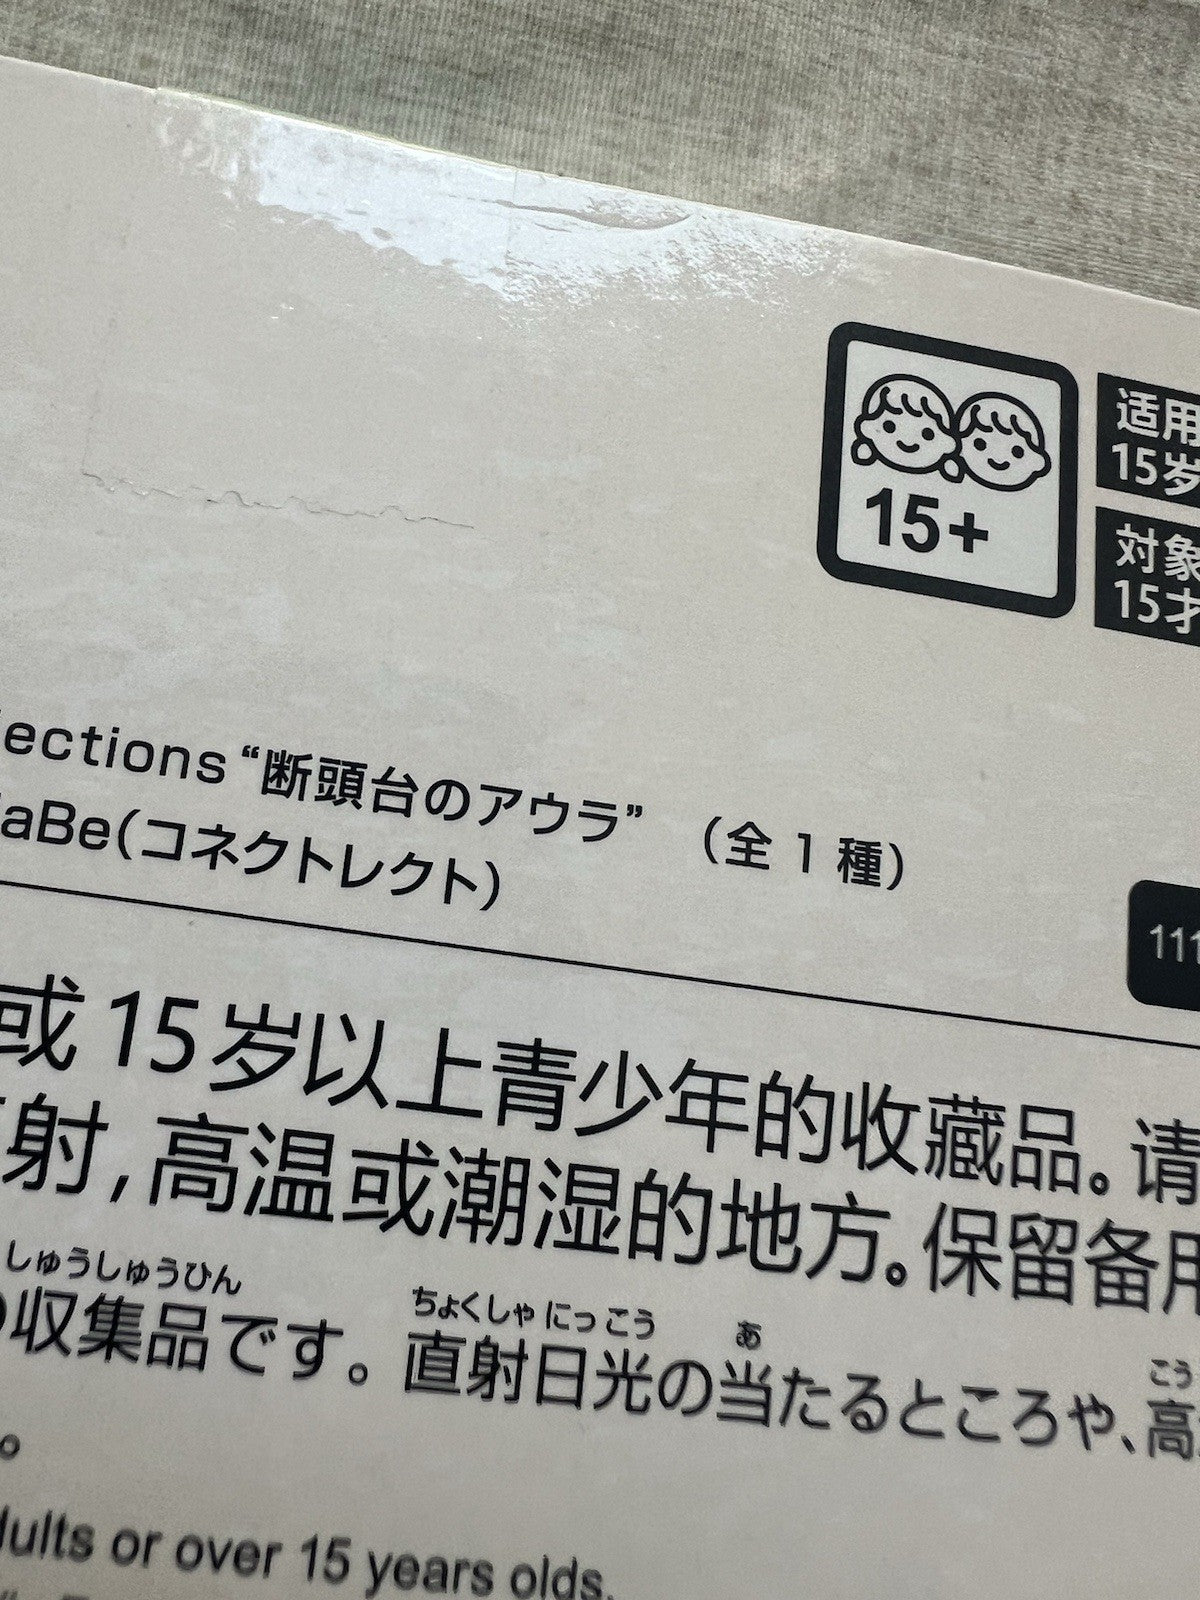 15+
适用
15岁
対象
15才
lections “断頭台のアウラ” （全 1 種）
aBe(コネクトレクト)
111
或 15 岁以上青少年的收藏品。请
射，高温或潮湿的地方。保留备用
しゅうしゅうひん ちょくしゃ にっこう あ こう
収集品です。直射日光の当たるところや、高
。
dults or over 15 years olds.